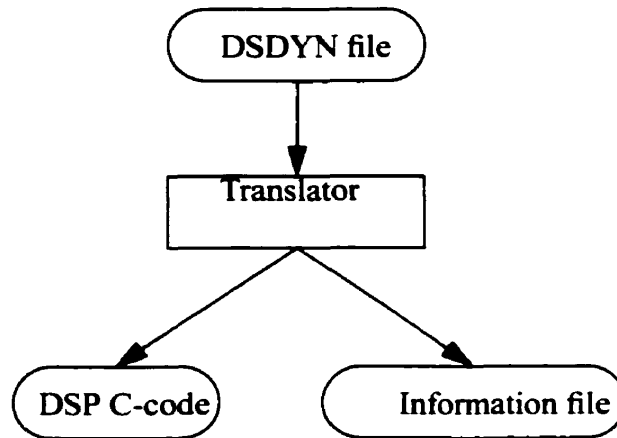 DSDYN file
Translator
DSP C-code
Information file